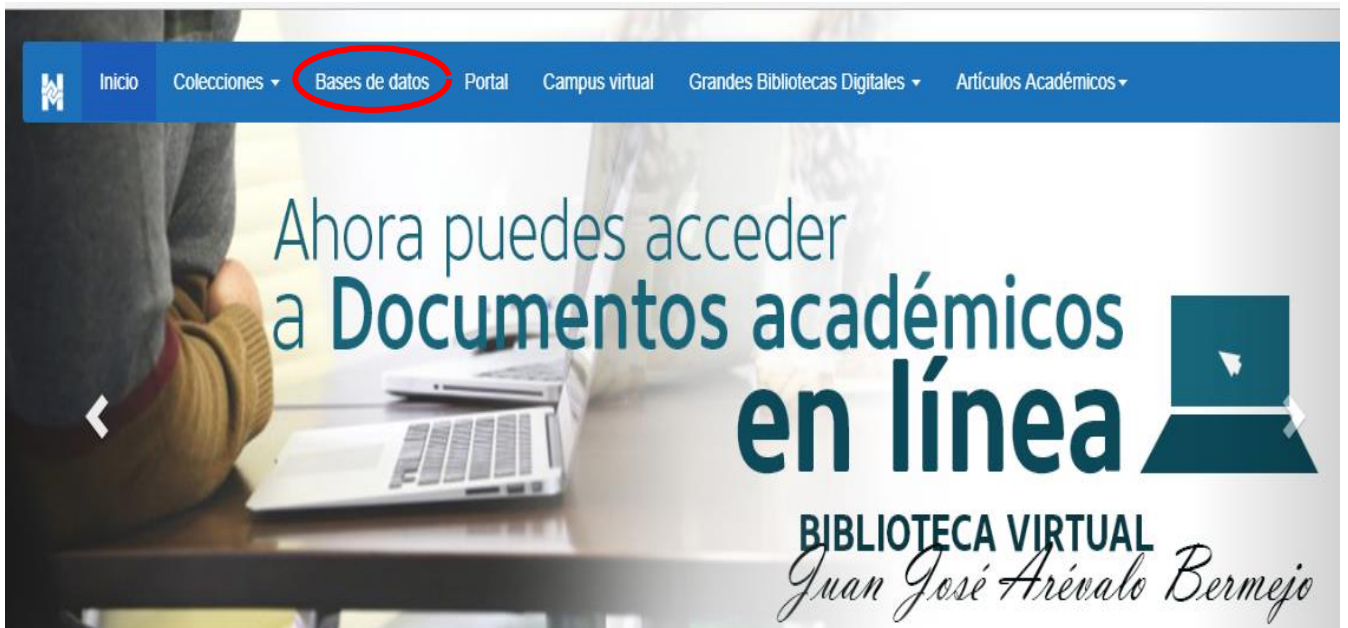 Inicio Colecciones Bases de datos Portal Campus virtual Grandes Bibliotecas Digitales Artículos Académicos
Ahora puedes acceder
a Documentos académicos
en línea
BIBLIOTECA VIRTUAL
Juan José Arévalo Bermejo